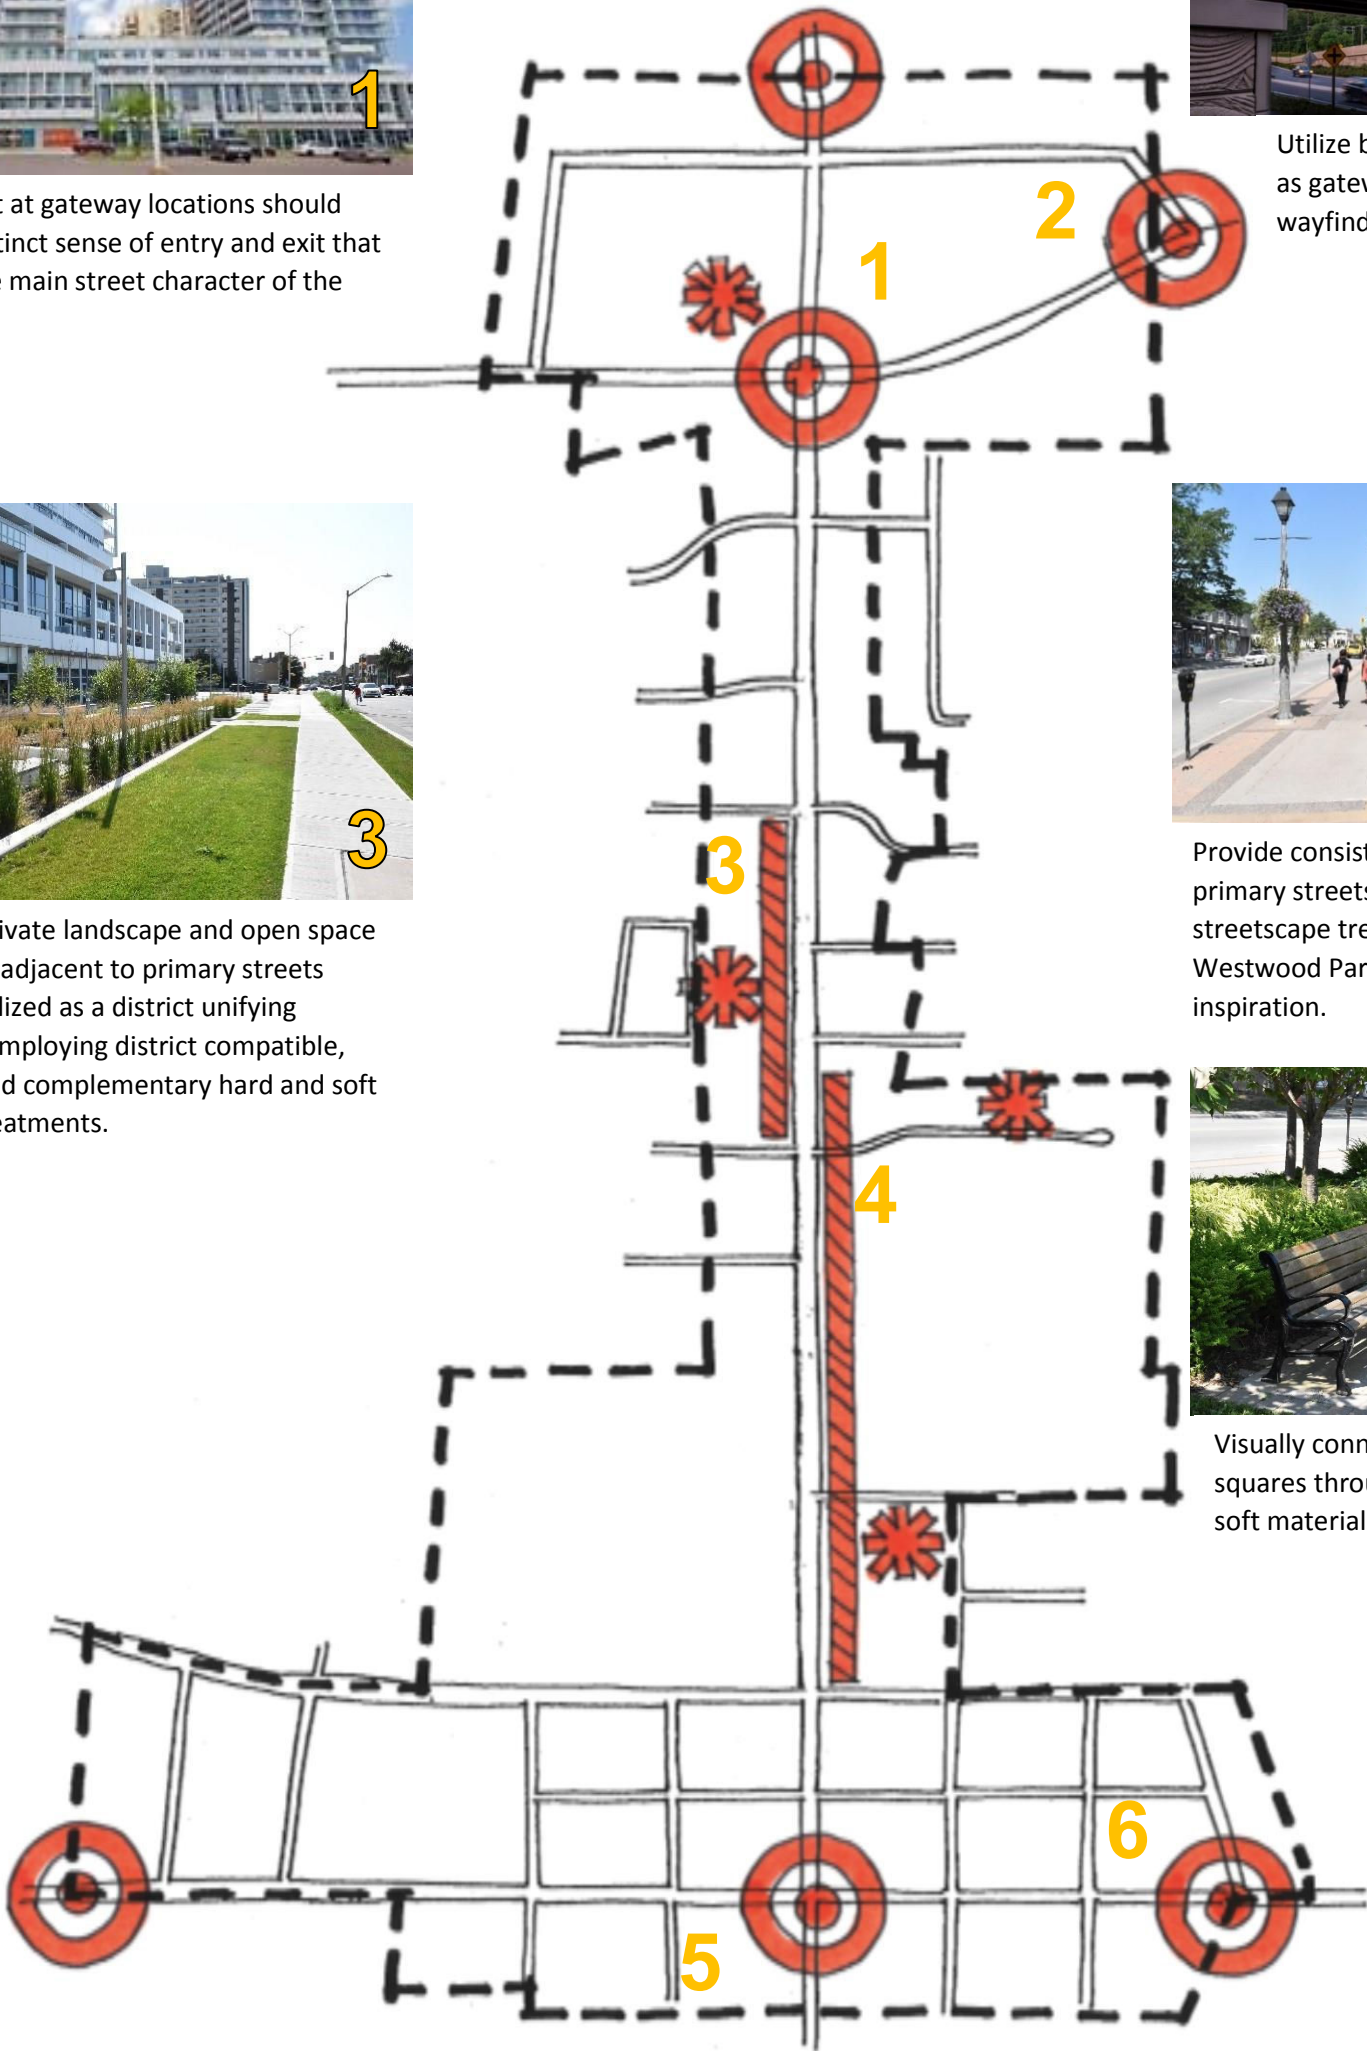 1
t at gateway locations should
tinct sense of entry and exit that
e main street character of the
Utilize b
as gatew
wayfind
2
1
3
ivate landscape and open space
adjacent to primary streets
lized as a district unifying
mploying district compatible,
d complementary hard and soft
eatments.
3
Provide consist
primary streets
streetscape tre
Westwood Par
inspiration.
4
Visually conn
squares throu
soft material
6
5